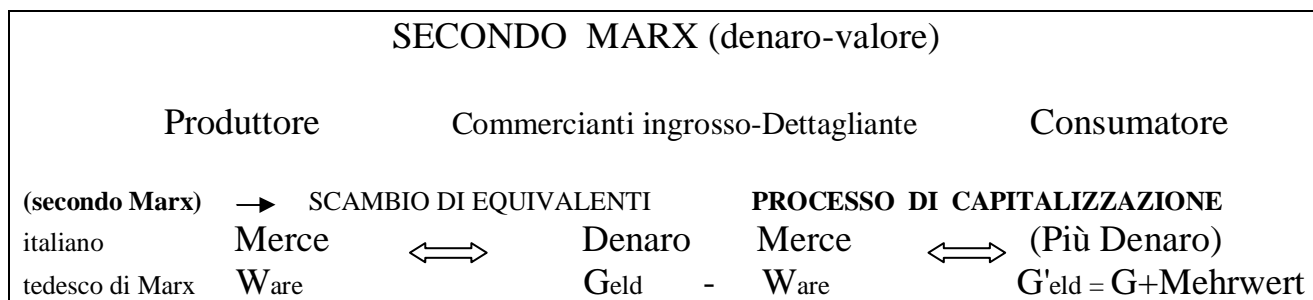 SECONDO MARX (denaro-valore)
Produttore Commercianti ingrosso-Dettagliante Consumatore
(secondo Marx) → SCAMBIO DI EQUIVALENTI PROCESSO DI CAPITALIZZAZIONE
italiano Merce ⇔ Denaro Merce ⇔ (Più Denaro)
tedesco di Marx Ware Geld - Ware G'eld = G+Mehrwert